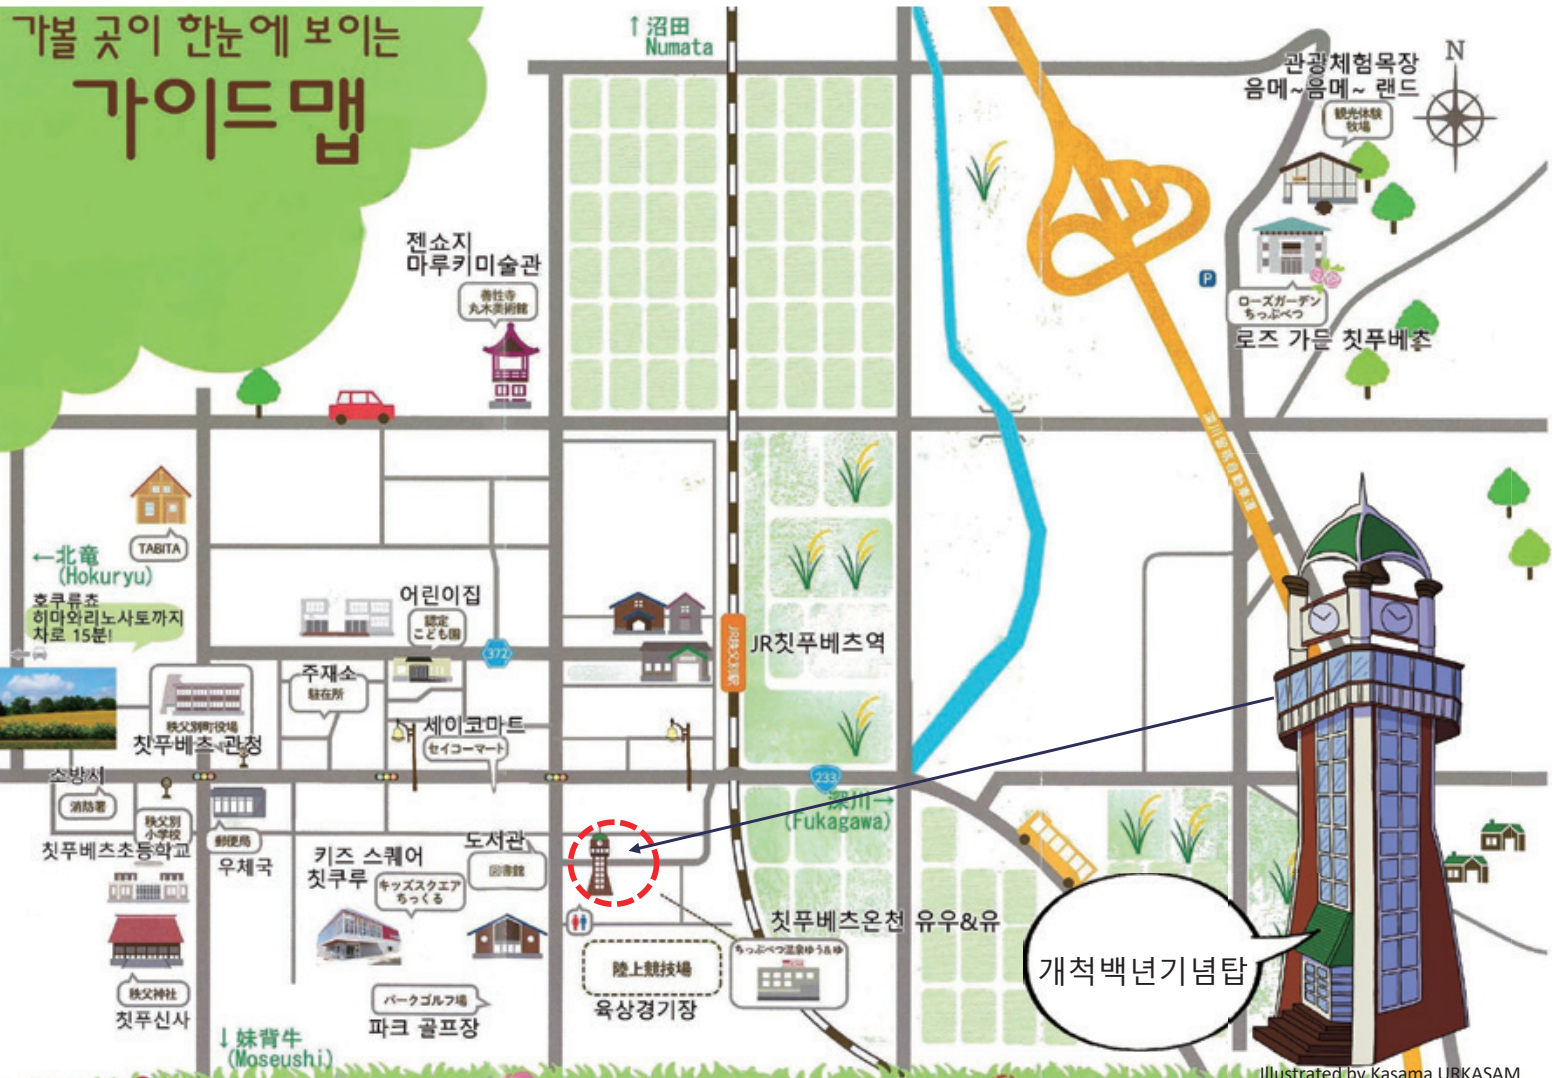 가볼 곳이 한눈에 보이는
가이드맵
↑沼田
Numata
N
관광체험목장
음메~음메~ 랜드
観光体験
牧場
젠쇼지
마루키미술관
善性寺
丸木美術館
P
ローズガーデン
ちっぷべつ
로즈 가든 칫푸베츠
TABITA
←北竜
(Hokuryu)
호쿠류쵸
히마와리노사토까지
차로 15분!
어린이집
認定
こども園
372
JR칫푸베츠역
JR秩父別駅
주재소
駐在所
秩父別町役場
칫푸베츠 관청
세이코마트
セイコーマート
233
深川→
(Fukagawa)
소방서
消防署
秩父別
小学校
칫푸베츠초등학교
郵便局
우체국
키즈 스퀘어
칫쿠루
キッズスクエア
ちっくる
도서관
図書館
칫푸베츠온천 유우&유
ちっぷべつ温泉ゆう&ゆ
陸上競技場
육상경기장
개척백년기념탑
秩父神社
칫푸신사
パークゴルフ場
파크 골프장
↓妹背牛
(Moseushi)
Illustrated by Kasama URKASAM